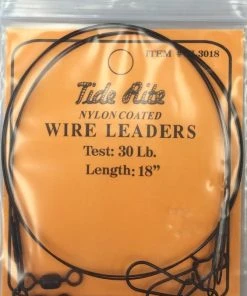 ITEM #
3018
Tide Rite
NYLON COATED
WIRE LEADERS
Test: 30 Lb.
Length: 18”